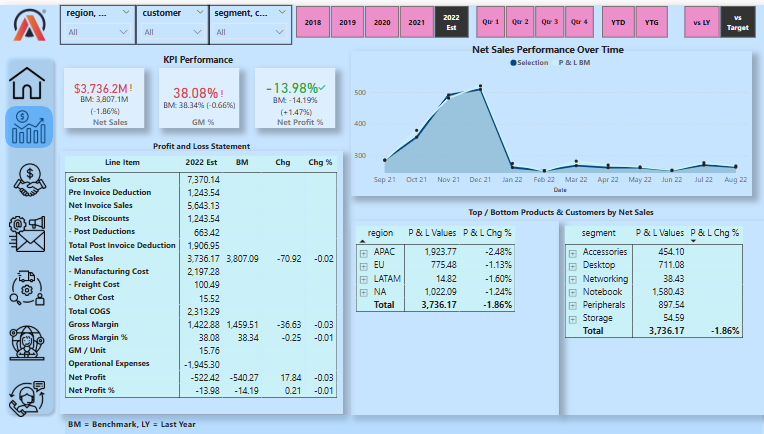 region, ...
customer
segment, c...
All
All
All
2018
2019
2020
2021
2022 Est
Qtr 1
Qtr 2
Qtr 3
Qtr 4
YTD
YTG
vs LY
vs Target
KPI Performance
$3,736.2M!
BM: 3,807.1M
(-1.86%)
Net Sales
38.08%!
BM: 38.34% (-0.66%)
GM %
-13.98%
BM: -14.19%
(+1.47%)
Net Profit %
Net Sales Performance Over Time
Selection P & L BM
500
400
300
Sep 21 Oct 21 Nov 21 Dec 21 Jan 22 Feb 22 Mar 22 Apr 22 May 22 Jun 22 Jul 22 Aug 22
Date
Profit and Loss Statement
Line Item 2022 Est BM Chg Chg %
Gross Sales 7,370.14
Pre Invoice Deduction 1,243.54
Net Invoice Sales 5,643.13
- Post Discounts 1,243.54
- Post Deductions 663.42
Total Post Invoice Deduction 1,906.95
Net Sales 3,736.17 3,807.09 -70.92 -0.02
- Manufacturing Cost 2,197.28
- Freight Cost 100.49
- Other Cost 15.52
Total COGS 2,313.29
Gross Margin 1,422.88 1,459.51 -36.63 -0.03
Gross Margin % 38.08 38.34 -0.25 -0.01
GM / Unit 15.76
Operational Expenses -1,945.30
Net Profit -522.42 -540.27 17.84 -0.03
Net Profit % -13.98 -14.19 0.21 -0.01
Top / Bottom Products & Customers by Net Sales
region P & L Values P & L Chg %
APAC 1,923.77 -2.48%
EU 775.48 -1.13%
LATAM 14.82 -1.60%
NA 1,022.09 -1.24%
Total 3,736.17 -1.86%
segment P & L Values P & L Chg %
Accessories 454.10
Desktop 711.08
Networking 38.43
Notebook 1,580.43
Peripherals 897.54
Storage 54.59
Total 3,736.17 -1.86%
BM = Benchmark, LY = Last Year